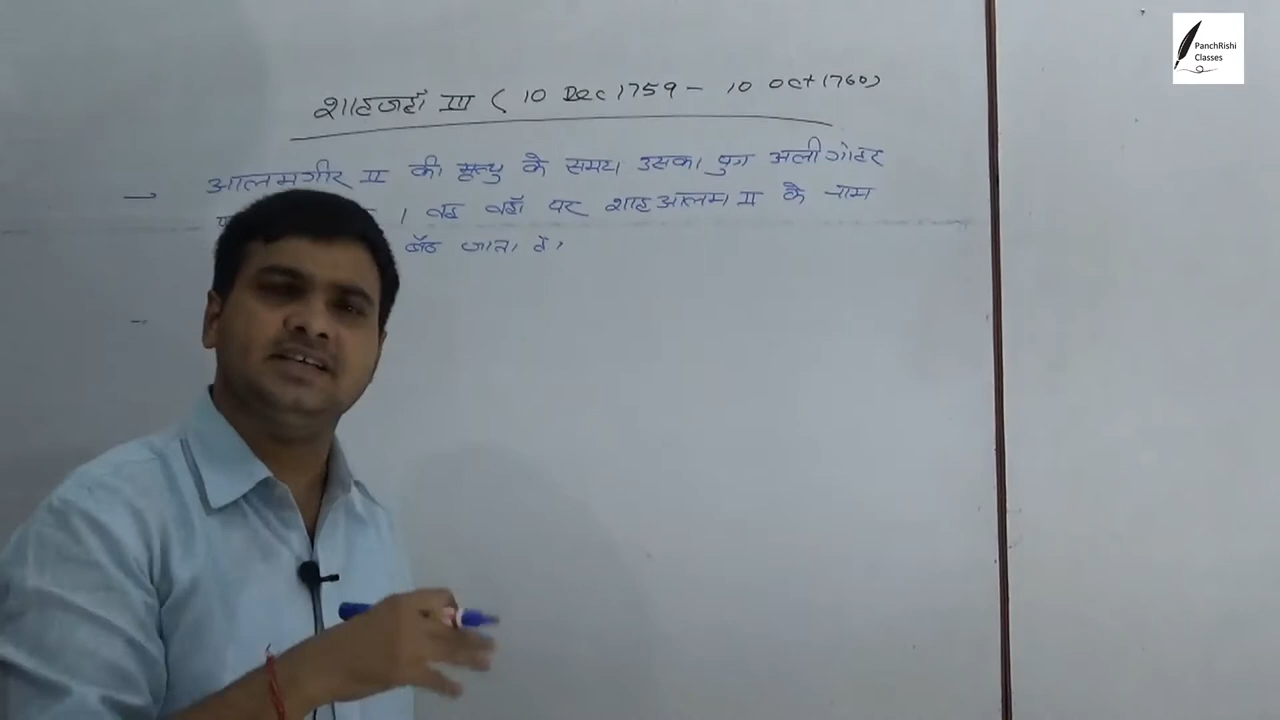 PanchRishi
Classes
शाहजहाँ III ( 10 Dec 1759 - 10 Oct 1760)
→ आलमगीर II की मृत्यु के समय उसका पुत्र अलीगौहर
। वह वहाँ पर शाहआलम II के नाम
बैठ जाता है।